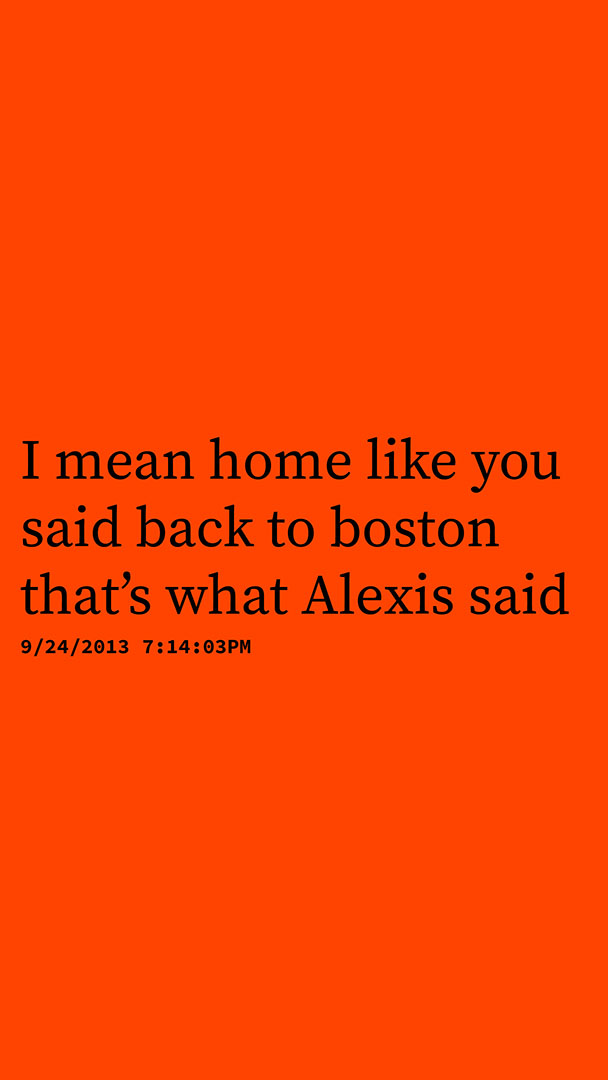 I mean home like you
said back to boston
that’s what Alexis said
9/24/2013 7:14:03PM